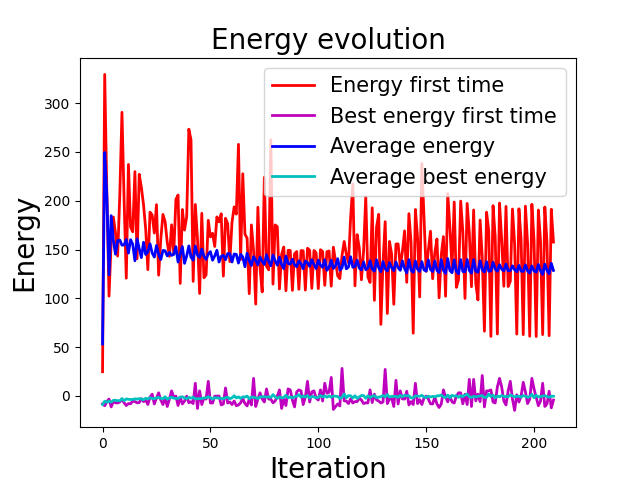 Energy evolution
Energy first time
Best energy first time
Average energy
Average best energy
Energy
300
250
200
150
100
50
0
0 50 100 150 200
Iteration